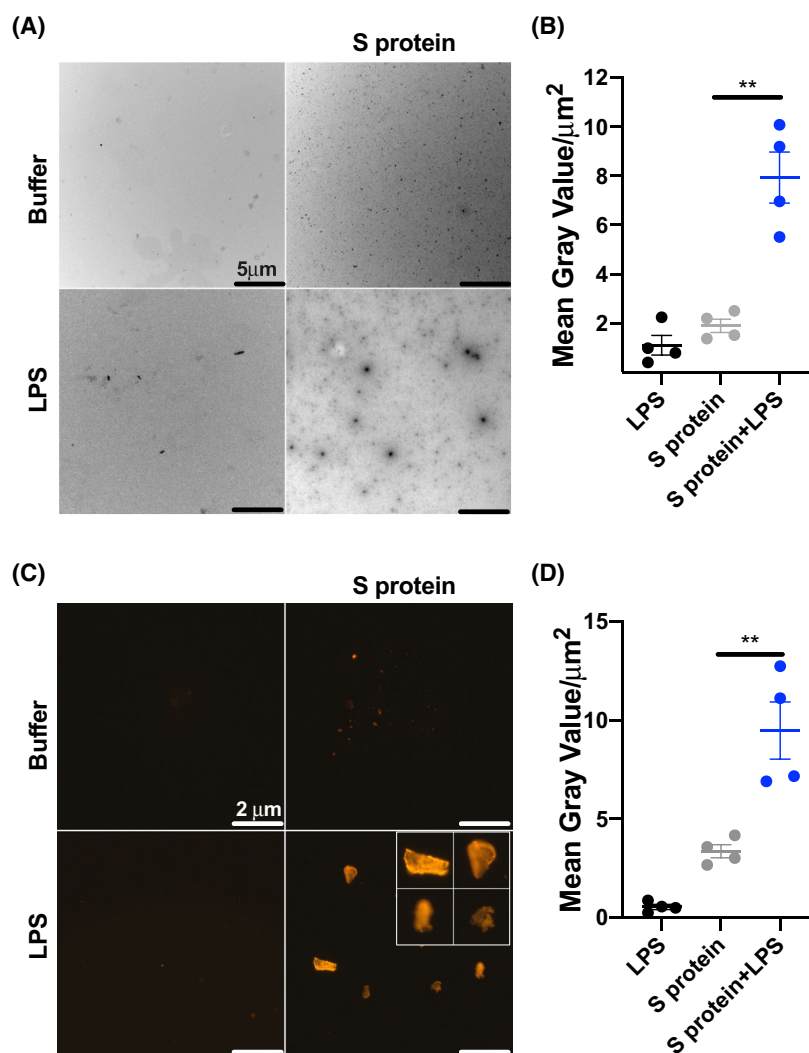 (A)
S protein
Buffer
LPS
5μm
(B)
Mean Gray Value/μm²
12
10
8
6
4
2
**
LPS
S protein
S protein+LPS
(C)
S protein
Buffer
LPS
2 μm
(D)
Mean Gray Value/μm²
15
10
5
0
**
LPS
S protein
S protein+LPS